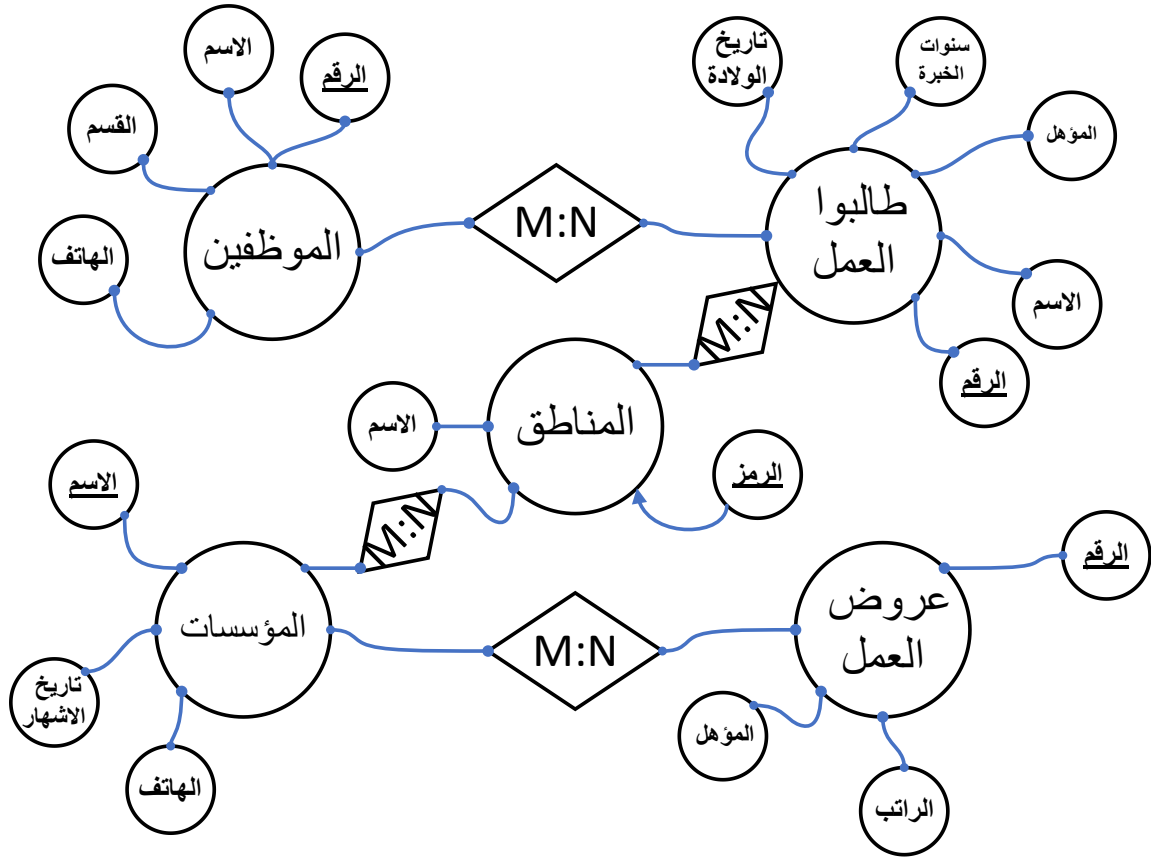 الاسم
الرقم
القسم
الهاتف
الموظفين
M:N
تاريخ
الولادة
سنوات
الخبرة
المؤهل
طالبوا
العمل
الاسم
الرقم
M:N
المناطق
الاسم
الرمز
M:N
الاسم
المؤسسات
تاريخ
الاشهار
الهاتف
M:N
عروض
العمل
الرقم
المؤهل
الراتب